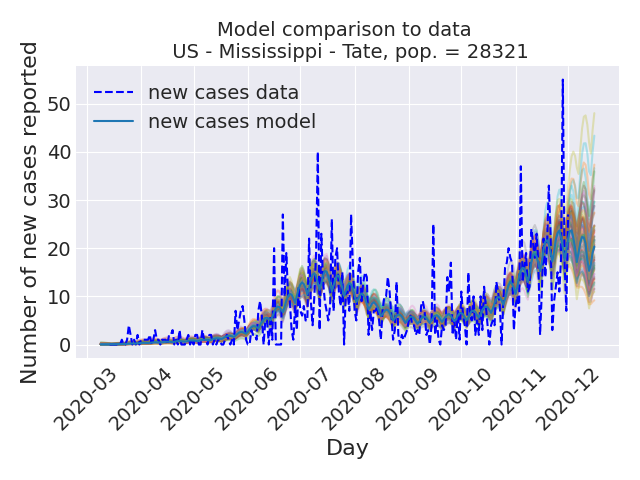 Model comparison to data
US - Mississippi - Tate, pop. = 28321
Number of new cases reported
50
40
30
20
10
0
new cases data
new cases model
2020-03
2020-04
2020-05
2020-06
2020-07
2020-08
2020-09
2020-10
2020-11
2020-12
Day